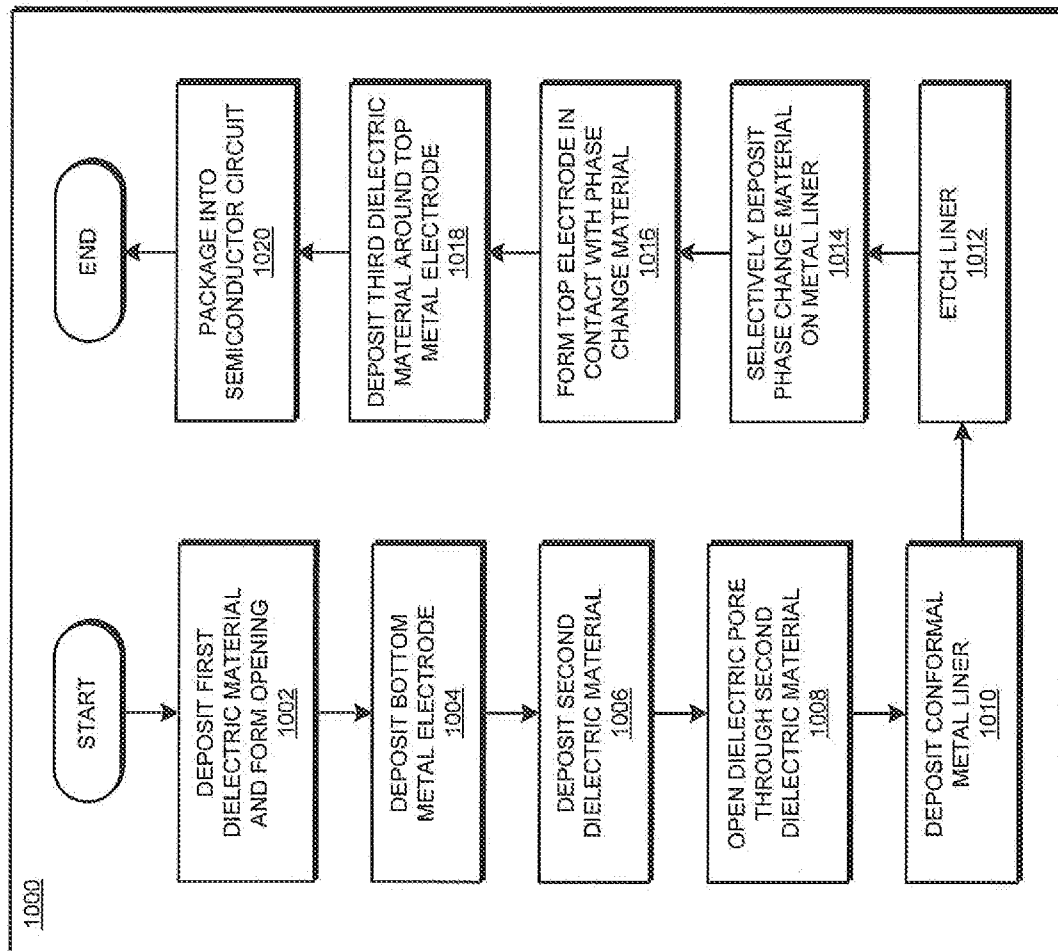 1000
START
DEPOSIT FIRST
DIELECTRIC MATERIAL
AND FORM OPENING
1002
DEPOSIT BOTTOM
METAL ELECTRODE
1004
DEPOSIT SECOND
DIELECTRIC MATERIAL
1006
OPEN DIELECTRIC PORE
THROUGH SECOND
DIELECTRIC MATERIAL
1008
DEPOSIT CONFORMAL
METAL LINER
1010
ETCH LINER
1012
SELECTIVELY DEPOSIT
PHASE CHANGE MATERIAL
ON METAL LINER
1014
FORM TOP ELECTRODE IN
CONTACT WITH PHASE
CHANGE MATERIAL
1016
DEPOSIT THIRD DIELECTRIC
MATERIAL AROUND TOP
METAL ELECTRODE
1018
PACKAGE INTO
SEMICONDUCTOR CIRCUIT
1020
END